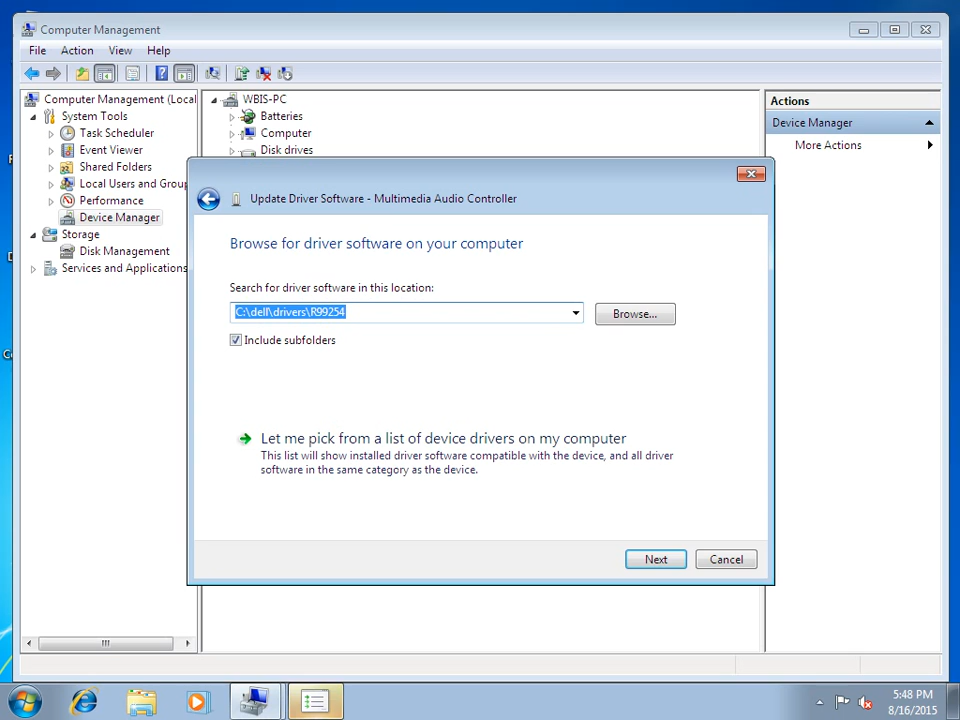 Computer Management
File Action View Help
Computer Management (Local
System Tools
Task Scheduler
Event Viewer
Shared Folders
Local Users and Group
Performance
Device Manager
Storage
Disk Management
Services and Applications
WBIS-PC
Batteries
Computer
Disk drives
Actions
Device Manager
More Actions
Update Driver Software - Multimedia Audio Controller
Browse for driver software on your computer
Search for driver software in this location:
C:\dell\drivers\R99254
Browse...
Include subfolders
Let me pick from a list of device drivers on my computer
This list will show installed driver software compatible with the device, and all driver
software in the same category as the device.
Next Cancel
5:48 PM
8/16/2015